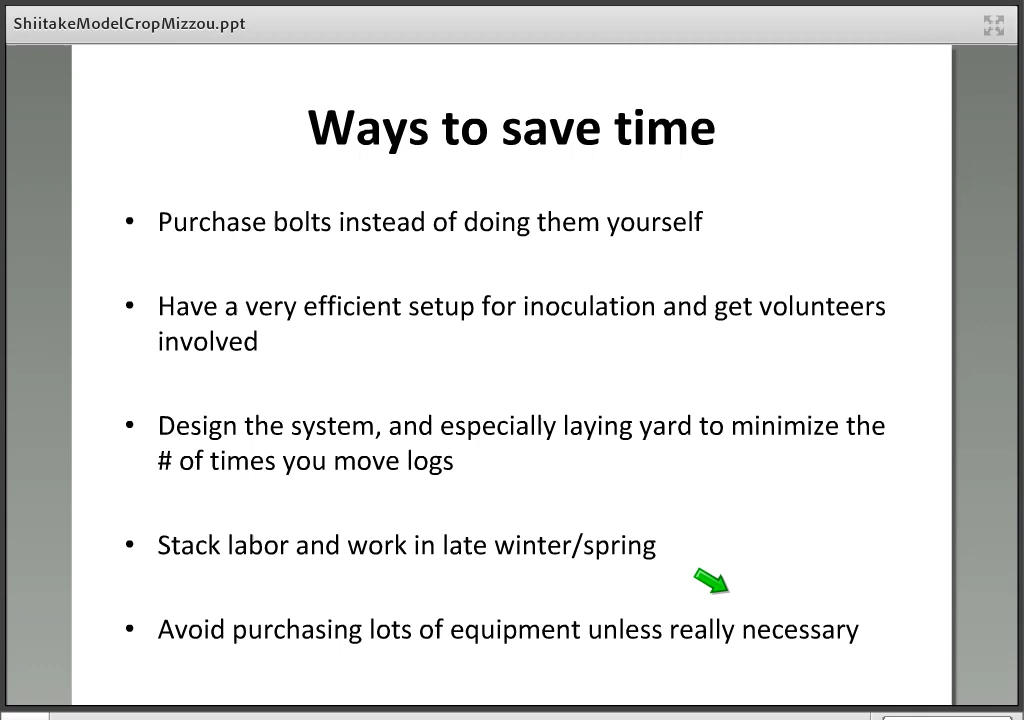 ShiitakeModelCropMizzou.ppt
Ways to save time
• Purchase bolts instead of doing them yourself
• Have a very efficient setup for inoculation and get volunteers
involved
• Design the system, and especially laying yard to minimize the
# of times you move logs
• Stack labor and work in late winter/spring
• Avoid purchasing lots of equipment unless really necessary